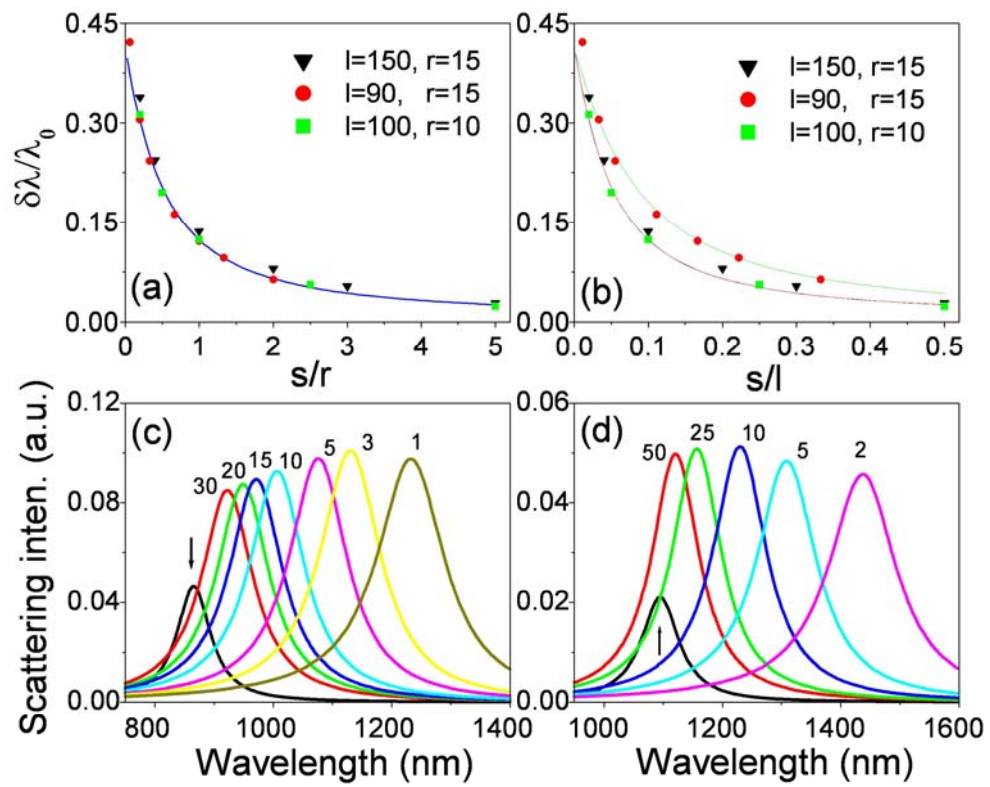 0.45
0.30
0.15
0.00
δλ/λ0
l=150, r=15
l=90, r=15
l=100, r=10
(a)
0 1 2 3 4 5
s/r
0.45
0.30
0.15
0.00
l=150, r=15
l=90, r=15
l=100, r=10
(b)
0.0 0.1 0.2 0.3 0.4 0.5
s/l
0.12
0.08
0.04
0.00
Scattering inten. (a.u.)
(c)
30 20 15 10 5 3 1
800 1000 1200 1400
Wavelength (nm)
0.06
0.04
0.02
0.00
(d)
50 25 10 5 2
1000 1200 1400 1600
Wavelength (nm)